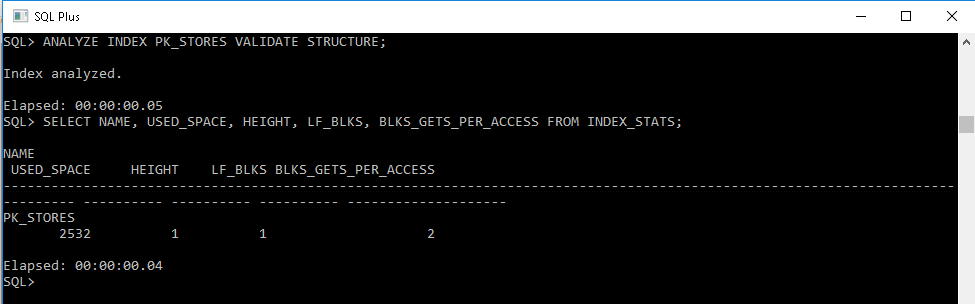 SQL Plus
SQL> ANALYZE INDEX PK_STORES VALIDATE STRUCTURE;
Index analyzed.
Elapsed: 00:00:00.05
SQL> SELECT NAME, USED_SPACE, HEIGHT, LF_BLKS, BLKS_GETS_PER_ACCESS FROM INDEX_STATS;
NAME
USED_SPACE     HEIGHT    LF_BLKS BLKS_GETS_PER_ACCESS
-----------------------------------------------------------------------------------------------------------------------
--------- ---------- ---------- ---------- --------------------
PK_STORES
2532          1          1                    2
Elapsed: 00:00:00.04
SQL>